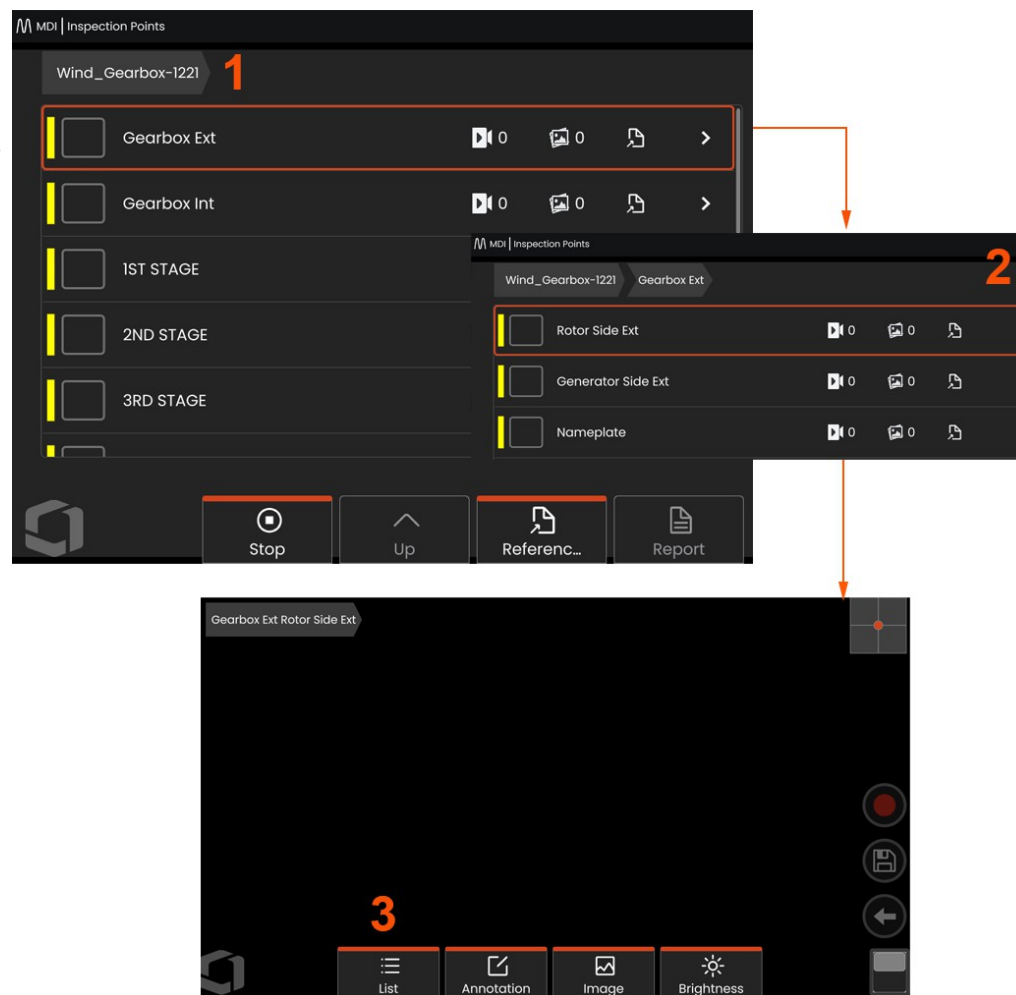 MDI | Inspection Points
Wind_Gearbox-1221
1
Gearbox Ext 0 0
Gearbox Int 0 0
1ST STAGE
2ND STAGE
3RD STAGE
Stop
Up
Referenc...
Report
MDI | Inspection Points
2
Wind_Gearbox-1221 Gearbox Ext
Rotor Side Ext 0 0
Generator Side Ext 0 0
Nameplate 0 0
Gearbox Ext Rotor Side Ext
3
List
Annotation
Image
Brightness